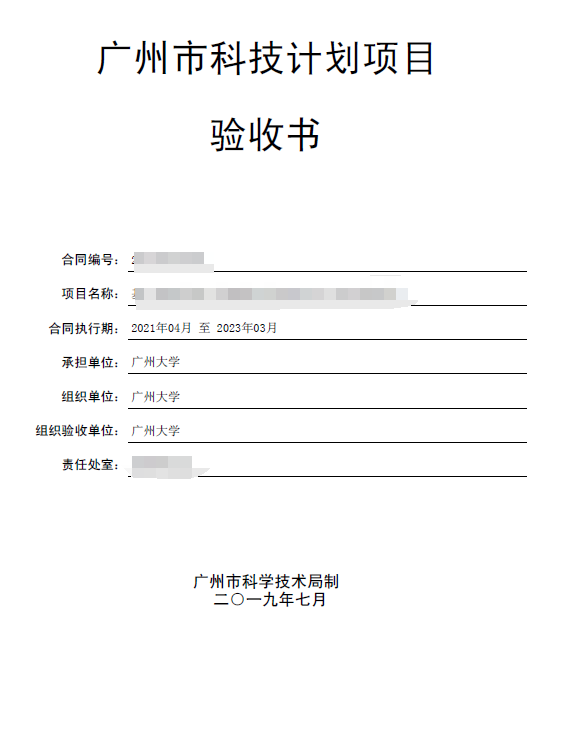 广州市科技计划项目
验收书
合同编号：
项目名称：
合同执行期： 2021年04月 至 2023年03月
承担单位： 广州大学
组织单位： 广州大学
组织验收单位： 广州大学
责任处室：
广州市科学技术局制
二〇一九年七月